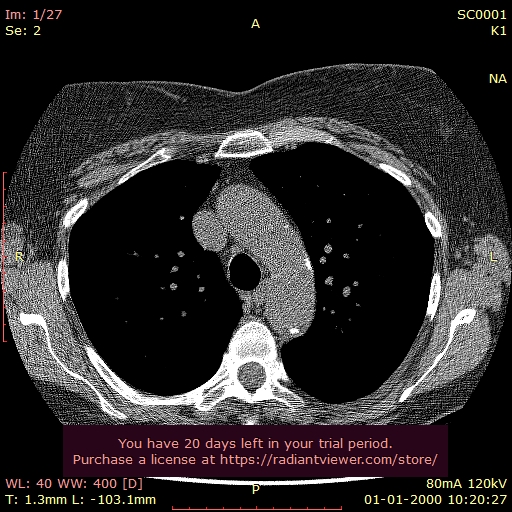 Im: 1/27
Se: 2
A
SC0001
K1
NA
R
L
You have 20 days left in your trial period.
Purchase a license at https://radiantviewer.com/store/
WL: 40 WW: 400 [D]
T: 1.3mm L: -103.1mm
P
80mA 120kV
01-01-2000 10:20:27